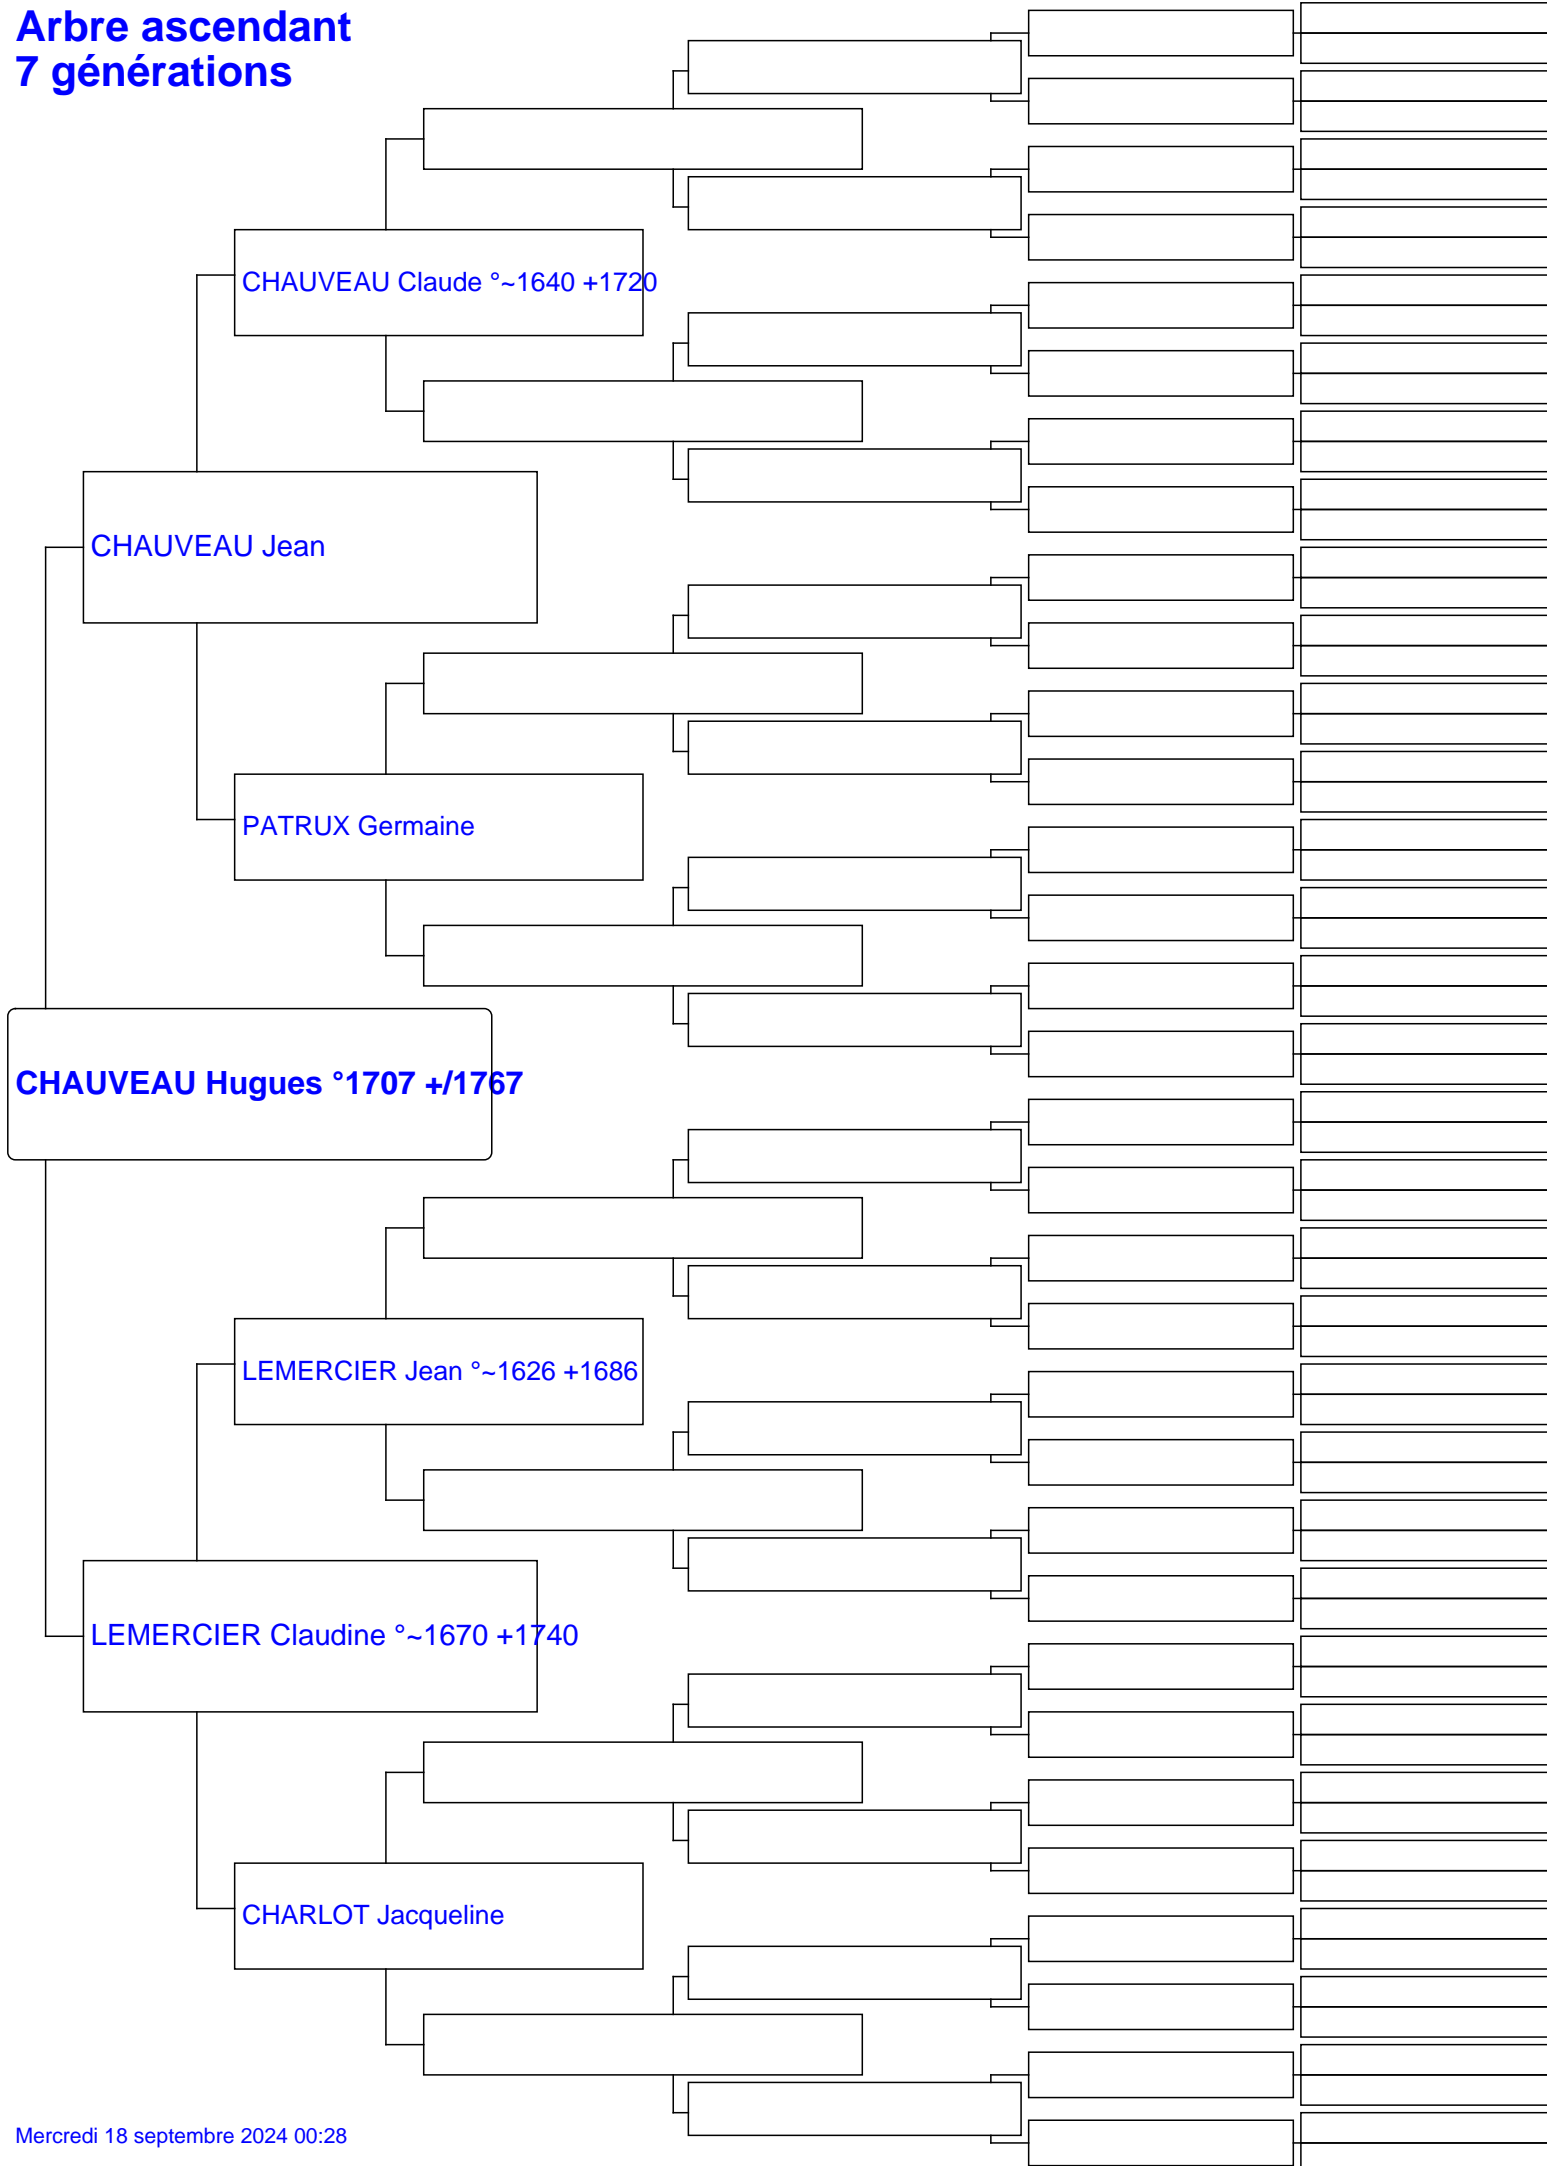 Arbre ascendant
7 générations
CHAUVEAU Claude °~1640 +1720
CHAUVEAU Jean
PATRUX Germaine
CHAUVEAU Hugues °1707 +/1767
LEMERCIER Jean °~1626 +1686
LEMERCIER Claudine °~1670 +1740
CHARLOT Jacqueline
Mercredi 18 septembre 2024 00:28